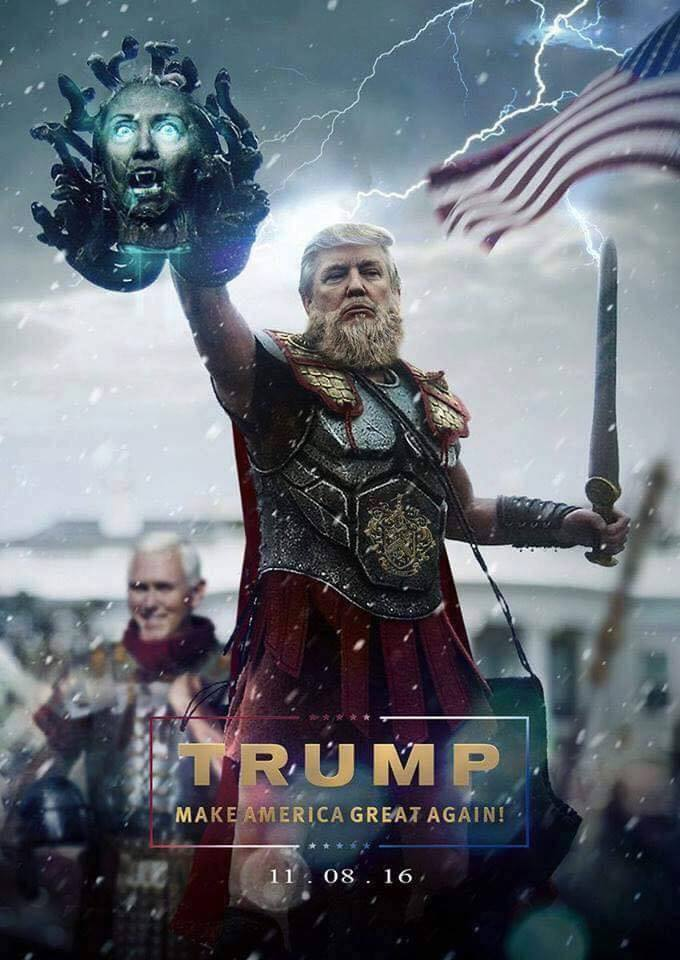 TRUMP
MAKE AMERICA GREAT AGAIN!
11 . 08 . 16